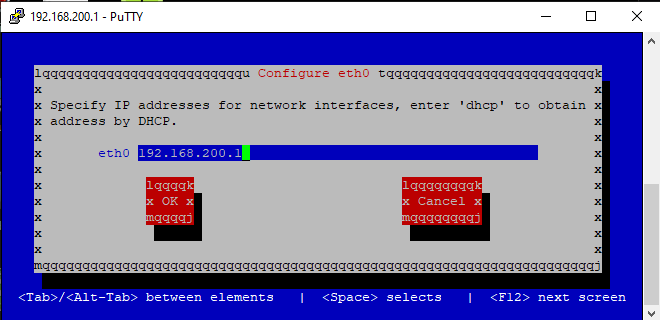 192.168.200.1 - PuTTY
lqqqqqqqqqqqqqqqqqqqqqqqqqu Configure eth0 tqqqqqqqqqqqqqqqqqqqqqqqqqqk
x x
x Specify IP addresses for network interfaces, enter 'dhcp' to obtain x
x address by DHCP. x
x x
x eth0 192.168.200.1 x
x x
x lqqqqk lqqqqqqqqk x
x x OK x x Cancel x x
x mqqqqj mqqqqqqqqj x
x x
x x
mqqqqqqqqqqqqqqqqqqqqqqqqqqqqqqqqqqqqqqqqqqqqqqqqqqqqqqqqqqqqqqqqqqqqqj
<Tab>/<Alt-Tab> between elements | <Space> selects | <F12> next screen